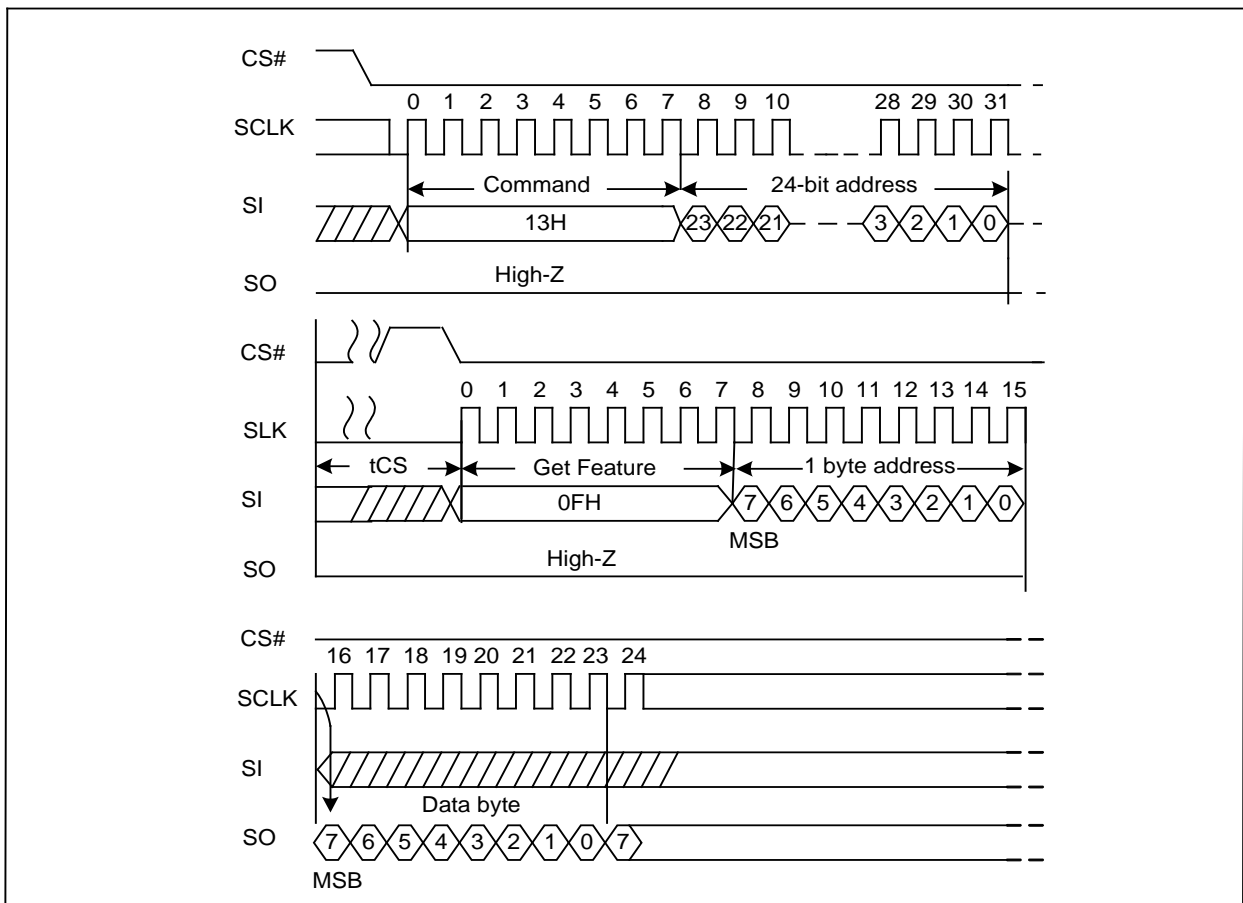 CS#
0 1 2 3 4 5 6 7 8 9 10 28 29 30 31
SCLK
Command 24-bit address
SI
13H 23 22 21 3 2 1 0
High-Z
SO
CS#
0 1 2 3 4 5 6 7 8 9 10 11 12 13 14 15
SLK
tCS Get Feature 1 byte address
SI
0FH 7 6 5 4 3 2 1 0
MSB
High-Z
SO
CS#
16 17 18 19 20 21 22 23 24
SCLK
SI
Data byte
SO 7 6 5 4 3 2 1 0 7
MSB